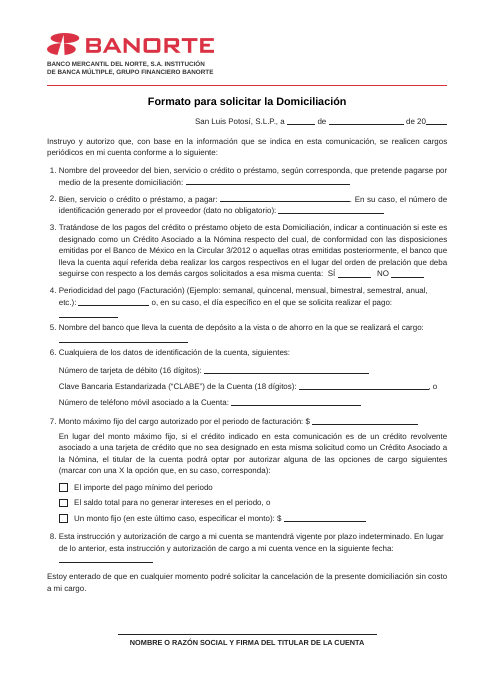 BANORTE
BANCO MERCANTIL DEL NORTE, S.A. INSTITUCIÓN
DE BANCA MÚLTIPLE, GRUPO FINANCIERO BANORTE
Formato para solicitar la Domiciliación
San Luis Potosí, S.L.P., a ______ de ________________ de 20____
Instruyo y autorizo que, con base en la información que se indica en esta comunicación, se realicen cargos
periódicos en mi cuenta conforme a lo siguiente:
1. Nombre del proveedor del bien, servicio o crédito o préstamo, según corresponda, que pretende pagarse por
medio de la presente domiciliación: ____________________
2. Bien, servicio o crédito o préstamo, a pagar: ____________________ En su caso, el número de
identificación generado por el proveedor (dato no obligatorio): ____________________
3. Tratándose de los pagos del crédito o préstamo objeto de esta Domiciliación, indicar a continuación si este es
designado como un Crédito Asociado a la Nómina respecto del cual, de conformidad con las disposiciones
emitidas por el Banco de México en la Circular 3/2012 o aquellas otras emitidas posteriormente, el banco que
lleva la cuenta aquí referida deba realizar los cargos respectivos en el lugar del orden de prelación que deba
seguirse con respecto a los demás cargos solicitados a esa misma cuenta: SÍ _______ NO _______
4. Periodicidad del pago (Facturación) (Ejemplo: semanal, quincenal, mensual, bimestral, semestral, anual,
etc.): ______________ o, en su caso, el día específico en el que se solicita realizar el pago:
____________
5. Nombre del banco que lleva la cuenta de depósito a la vista o de ahorro en la que se realizará el cargo:
____________________
6. Cualquiera de los datos de identificación de la cuenta, siguientes:
Número de tarjeta de débito (16 dígitos): ____________________
Clave Bancaria Estandarizada (“CLABE”) de la Cuenta (18 dígitos): ____________________, o
Número de teléfono móvil asociado a la Cuenta: ____________________
7. Monto máximo fijo del cargo autorizado por el periodo de facturación: $ ____________________
En lugar del monto máximo fijo, si el crédito indicado en esta comunicación es de un crédito revolvente
asociado a una tarjeta de crédito que no sea designado en esta misma solicitud como un Crédito Asociado a
la Nómina, el titular de la cuenta podrá optar por autorizar alguna de las opciones de cargo siguientes
(marcar con una X la opción que, en su caso, corresponda):
☐ El importe del pago mínimo del periodo
☐ El saldo total para no generar intereses en el periodo, o
☐ Un monto fijo (en este último caso, especificar el monto): $ ____________________
8. Esta instrucción y autorización de cargo a mi cuenta se mantendrá vigente por plazo indeterminado. En lugar
de lo anterior, esta instrucción y autorización de cargo a mi cuenta vence en la siguiente fecha:
____________________
Estoy enterado de que en cualquier momento podré solicitar la cancelación de la presente domiciliación sin costo
a mi cargo.
NOMBRE O RAZÓN SOCIAL Y FIRMA DEL TITULAR DE LA CUENTA